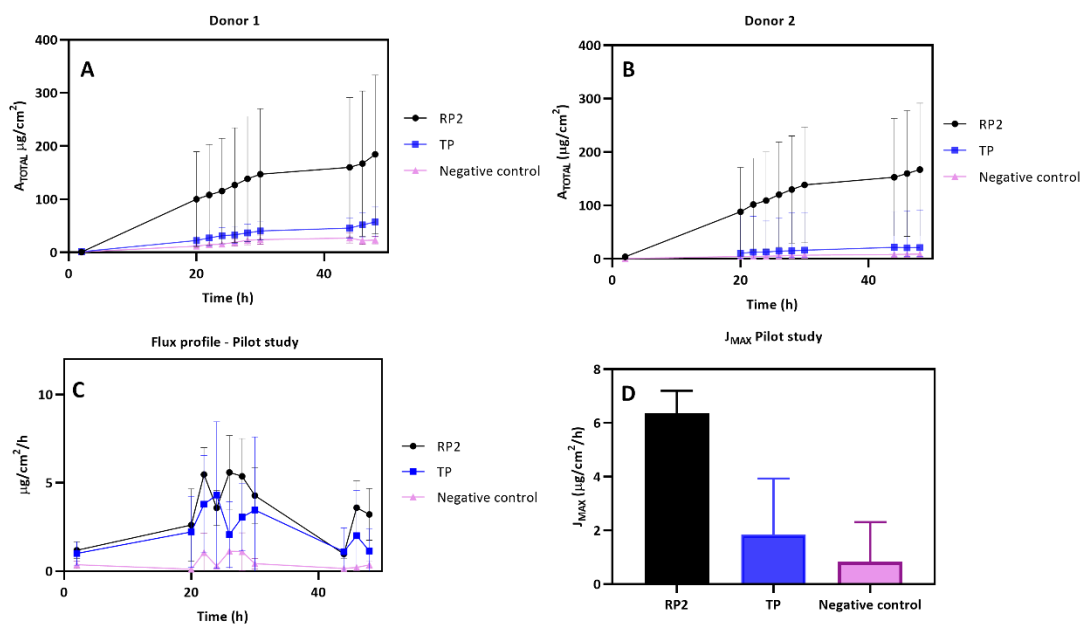 Donor 1
A
400
300
200
100
0
A_TOTAL µg/cm²)
0
20
40
Time (h)
RP2
TP
Negative control
Donor 2
B
400
300
200
100
0
A_TOTAL (µg/cm²)
0
20
40
Time (h)
RP2
TP
Negative control
Flux profile - Pilot study
C
10
5
0
µg/cm²/h
0
20
40
Time (h)
RP2
TP
Negative control
J_MAX Pilot study
D
8
6
4
2
0
J_MAX (µg/cm²/h)
RP2
TP
Negative control